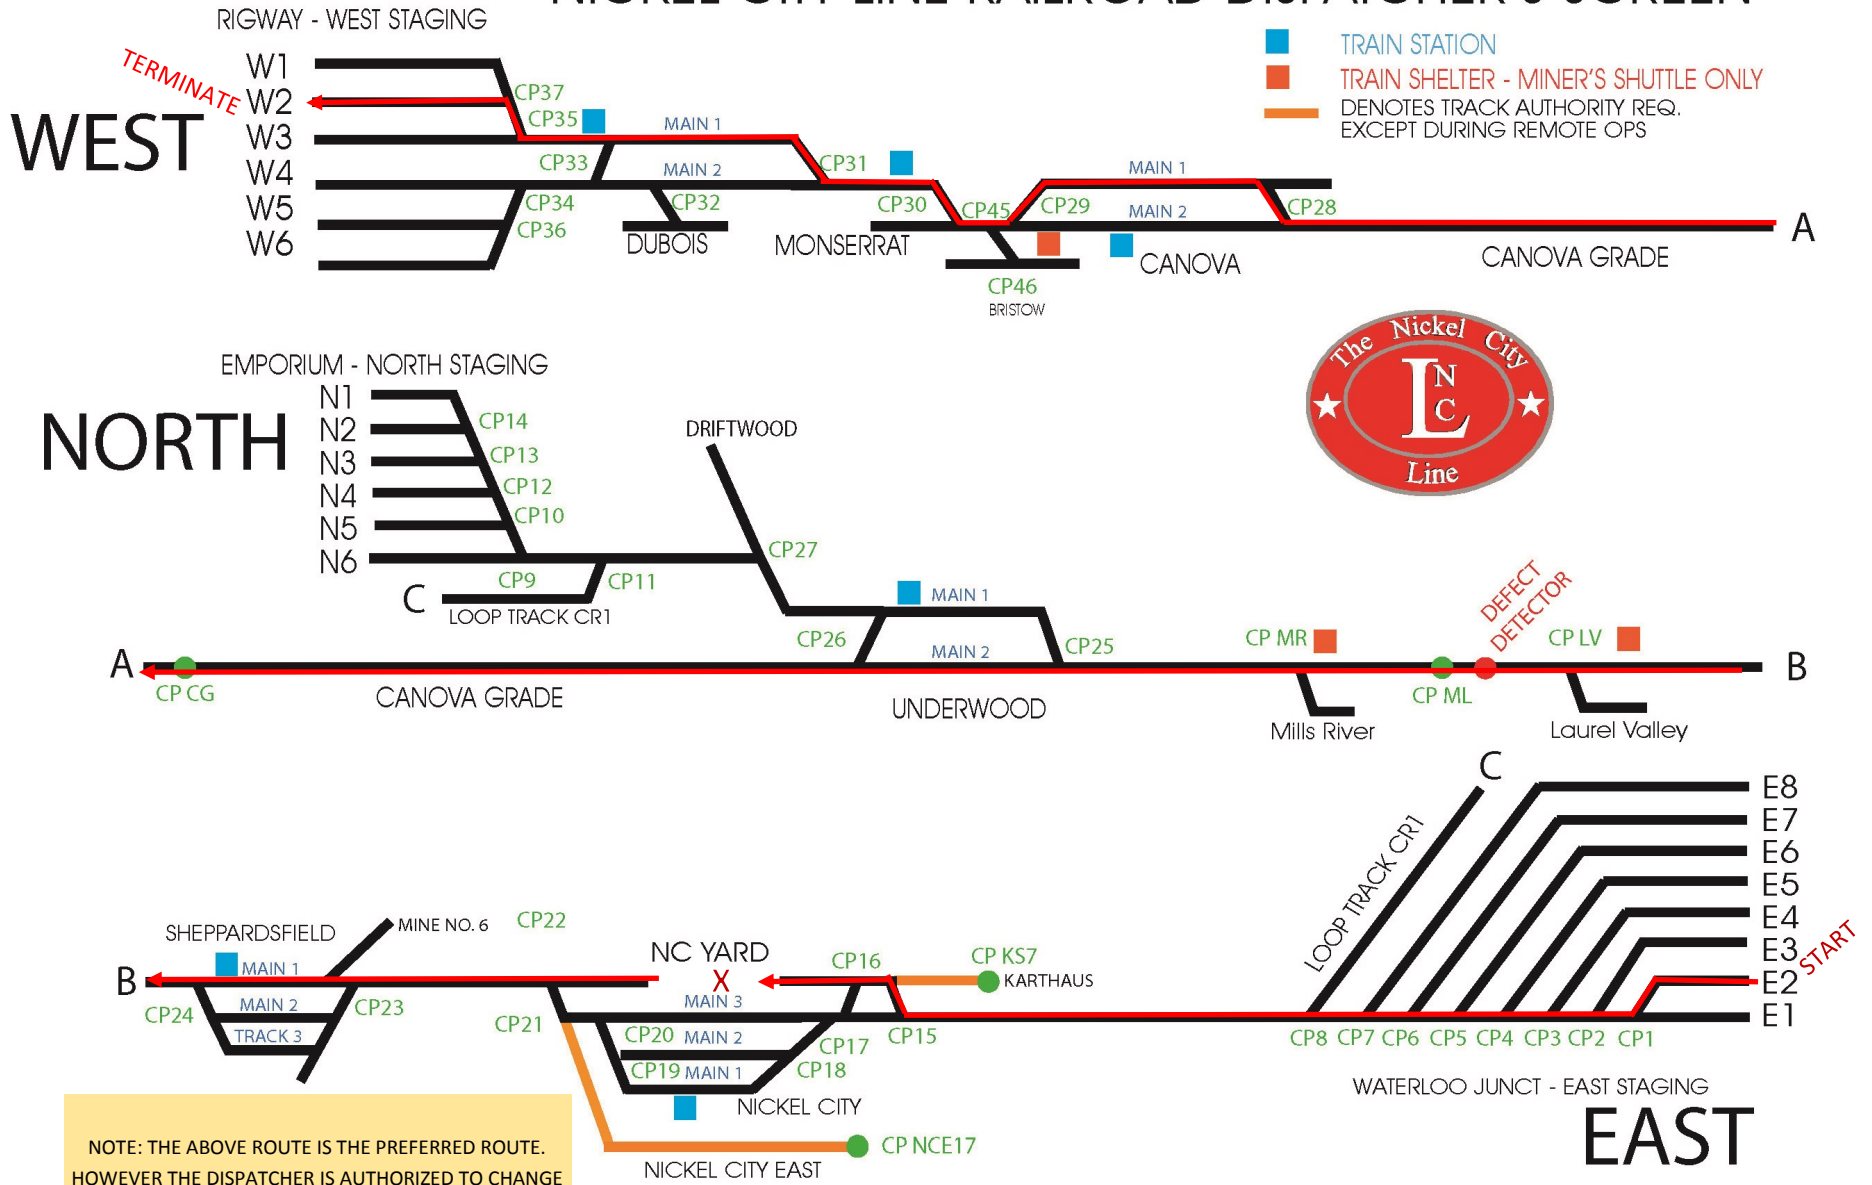 NICKEL CITY LINE RAILROAD DISPATCHER'S SCREEN
RIGWAY - WEST STAGING
TRAIN STATION
TRAIN SHELTER - MINER'S SHUTTLE ONLY
DENOTES TRACK AUTHORITY REQ.
EXCEPT DURING REMOTE OPS
TERMINATE
WEST
W1
W2
W3
W4
W5
W6
CP37
CP35
MAIN 1
CP33
MAIN 2
CP31
CP34
CP32
CP36
DUBOIS
MONSERRAT
CP30
CP45
CP29
MAIN 1
MAIN 2
CP28
A
CANOVA
CANOVA GRADE
CP46
BRISTOW
The Nickel City
L N C
Line
EMPORIUM - NORTH STAGING
NORTH
N1
N2
N3
N4
N5
N6
CP14
CP13
CP12
CP10
CP9
CP11
C
LOOP TRACK CR1
DRIFTWOOD
CP27
MAIN 1
CP26
MAIN 2
CP25
CP MR
DEFECT
DETECTOR
CP LV
A
CP CG
CANOVA GRADE
UNDERWOOD
CP ML
B
Mills River
Laurel Valley
C
LOOP TRACK CR1
E8
E7
E6
E5
E4
E3
E2
E1
START
SHEPPARDSFIELD
MINE NO. 6
CP22
B
MAIN 1
MAIN 2
TRACK 3
CP24
CP23
NC YARD
X
CP16
CP KS7
KARTHAUS
MAIN 3
CP21
CP20
MAIN 2
CP17
CP15
CP19
MAIN 1
CP18
NICKEL CITY
CP8
CP7
CP6
CP5
CP4
CP3
CP2
CP1
WATERLOO JUNCT - EAST STAGING
EAST
CP NCE17
NICKEL CITY EAST
NOTE: THE ABOVE ROUTE IS THE PREFERRED ROUTE.
HOWEVER THE DISPATCHER IS AUTHORIZED TO CHANGE